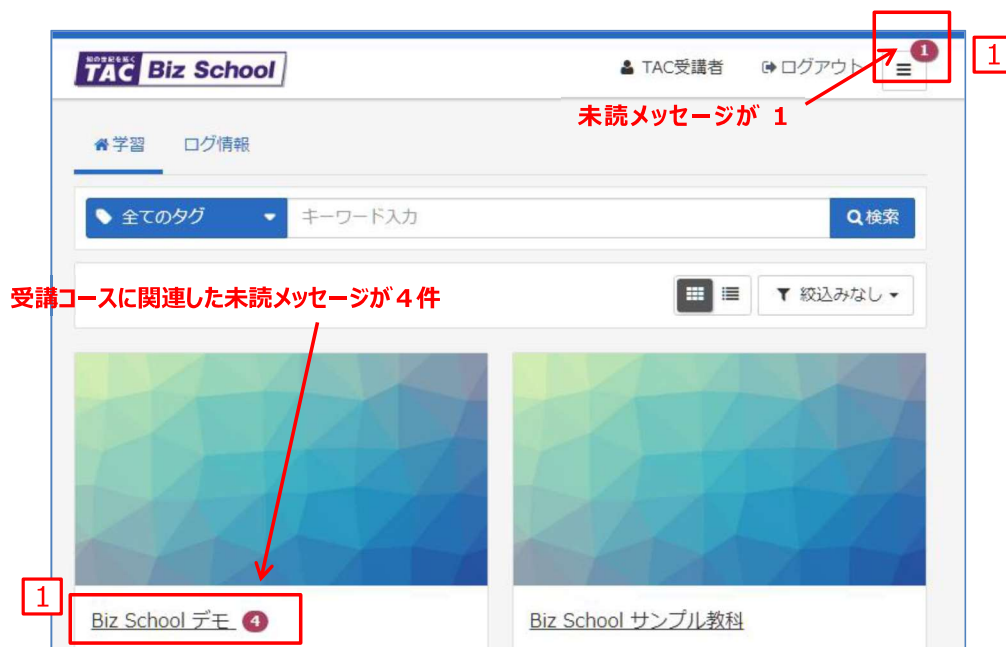 1
知の世紀を拓く
TAC Biz School
TAC受講者
ログアウト
1
未読メッセージが 1
学習
ログ情報
全てのタグ
キーワード入力
検索
受講コースに関連した未読メッセージが4件
絞込みなし
1
Biz School デモ 4
Biz School サンプル教科